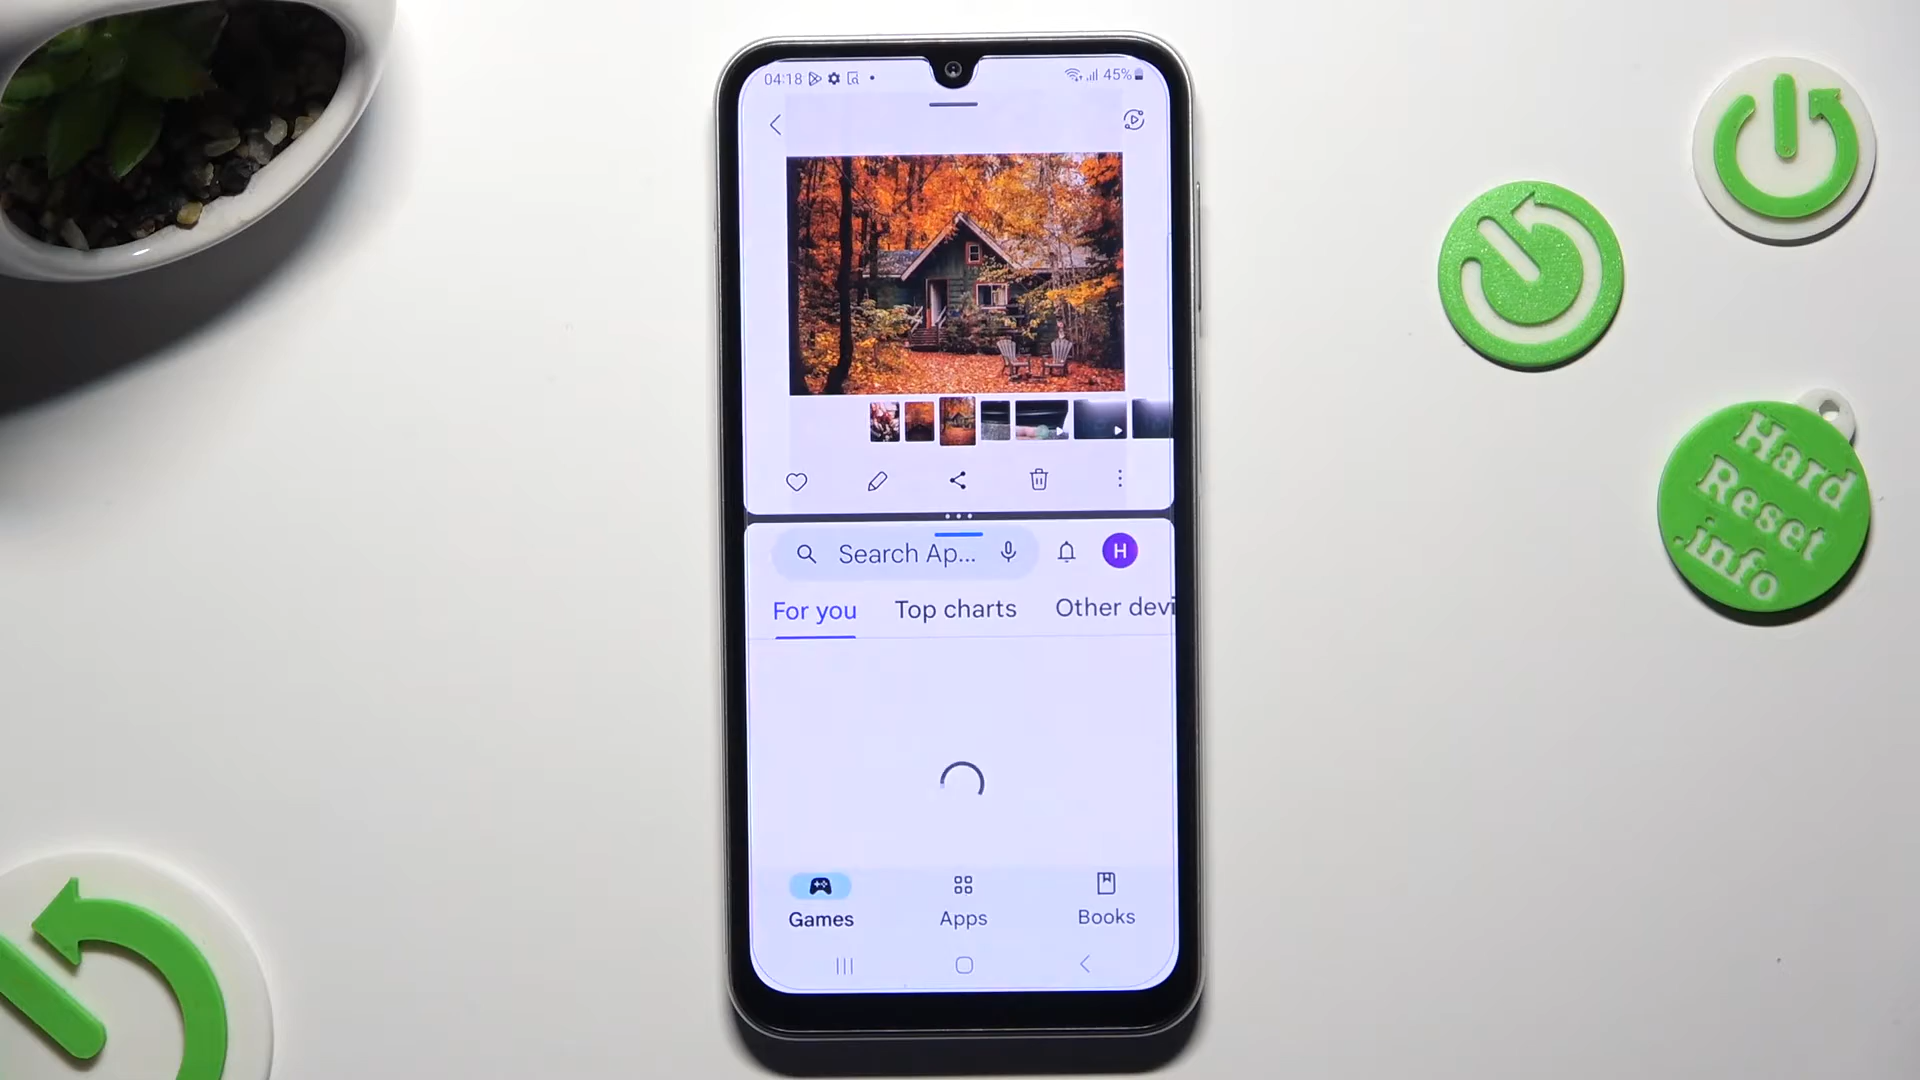 04:18
45%
Search Ap...
H
For you
Top charts
Other devi
Games
Apps
Books
Hard
Reset
.info